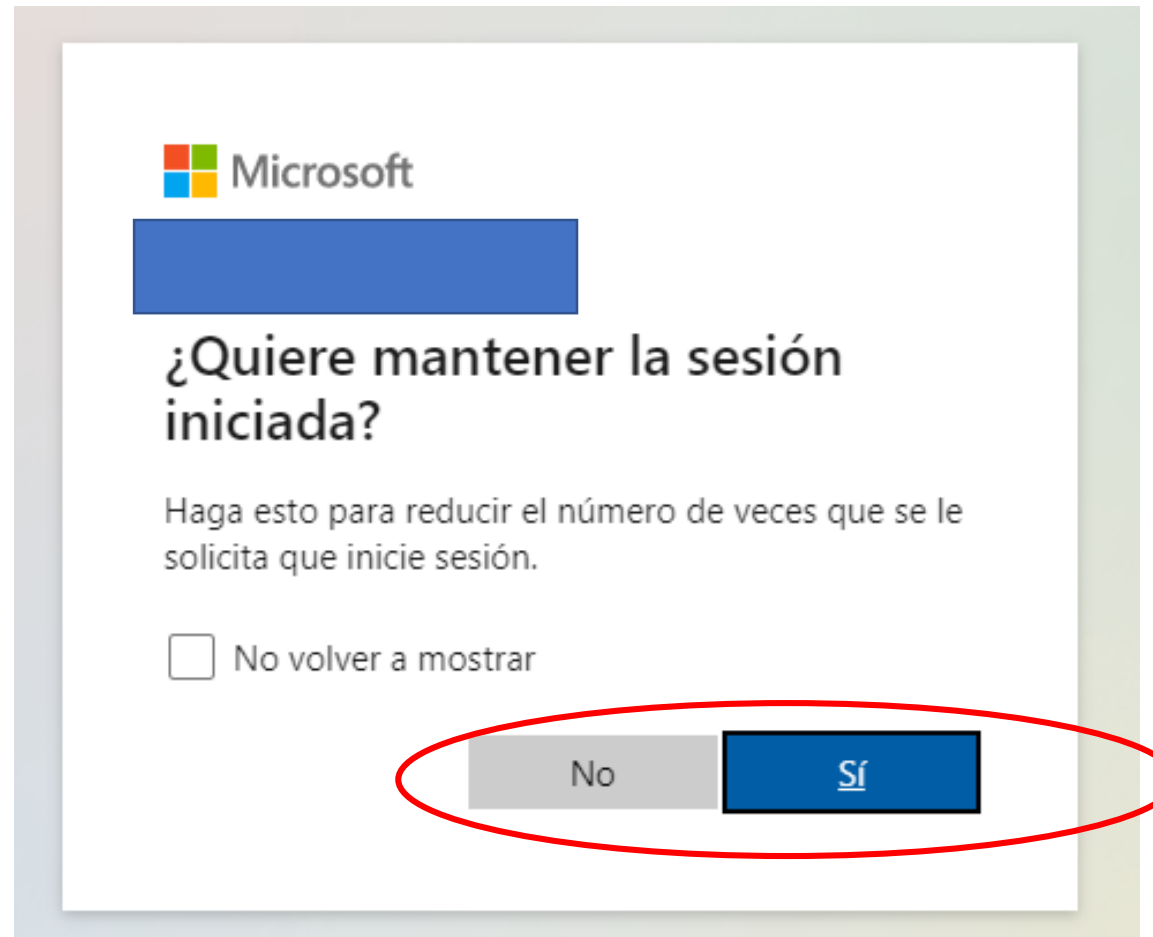 Microsoft
¿Quiere mantener la sesión
iniciada?
Haga esto para reducir el número de veces que se le
solicita que inicie sesión.
No volver a mostrar
No
Sí